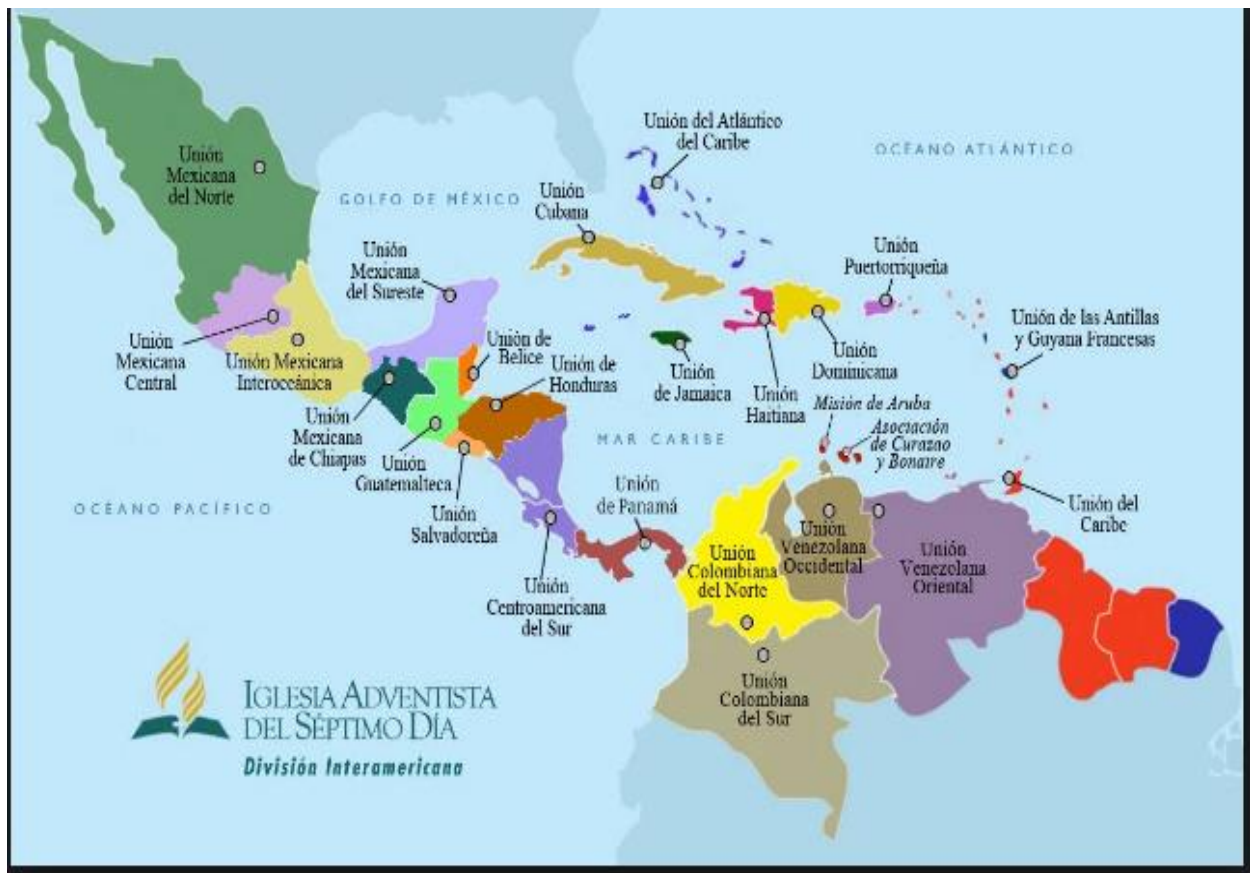 Unión del Atlántico
del Caribe
OCÉANO ATLÁNTICO
Unión
Mexicana
del Norte
GOLFO DE MÉXICO
Unión
Cubana
Unión
Mexicana
del Sureste
Unión
Puertorriqueña
Unión
Mexicana
Central
Unión Mexicana
Interoceánica
Unión de
Belice
Unión de
Honduras
Unión
de Jamaica
Unión
Haitiana
Unión
Dominicana
Unión de las Antillas
y Guyana Francesas
Unión
Mexicana
de Chiapas
Unión
Guatemalteca
MAR CARIBE
Misión de Aruba
Asociación
de Curazao
y Bonaire
OCÉANO PACÍFICO
Unión
Salvadoreña
Unión
de Panamá
Unión del
Caribe
Unión
Centroamericana
del Sur
Unión
Colombiana
del Norte
Unión
Venezolana
Occidental
Unión
Venezolana
Oriental
Unión
Colombiana
del Sur
IGLESIA ADVENTISTA
DEL SÉPTIMO DÍA
División Interamericana